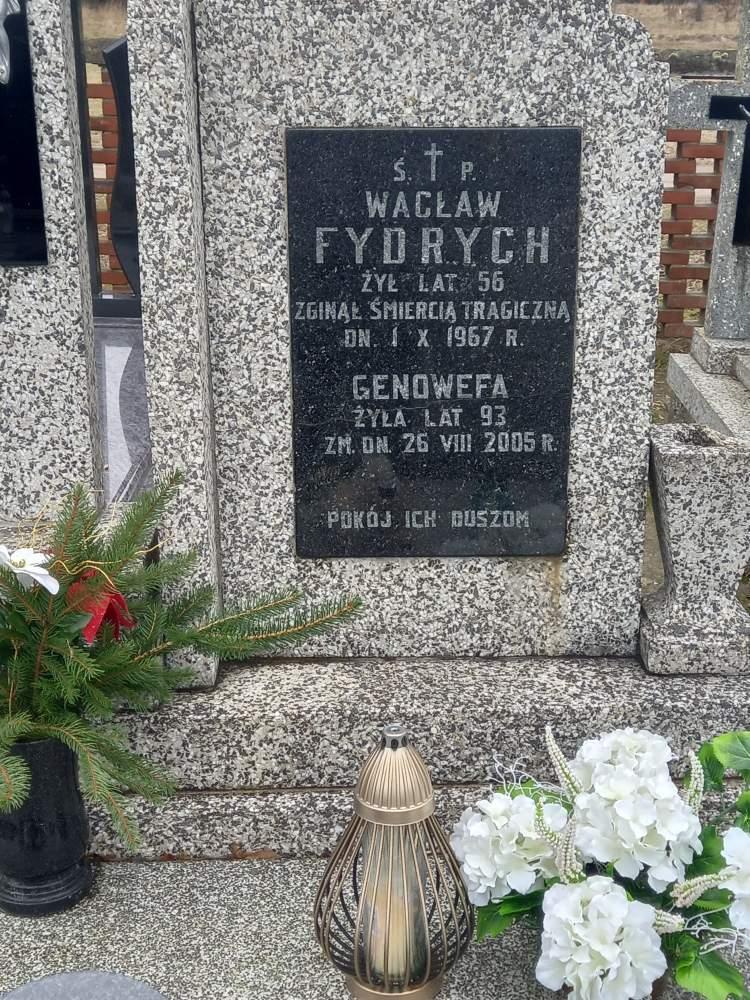 Ś. † P.
WACŁAW
FYDRYCH
ŻYŁ LAT 56
ZGINĄŁ ŚMIERCIĄ TRAGICZNĄ
DN. 1 X 1967 R.
GENOWEFA
ŻYŁA LAT 93
ZM. DN. 26 VIII 2005 R.
POKÓJ ICH DUSZOM